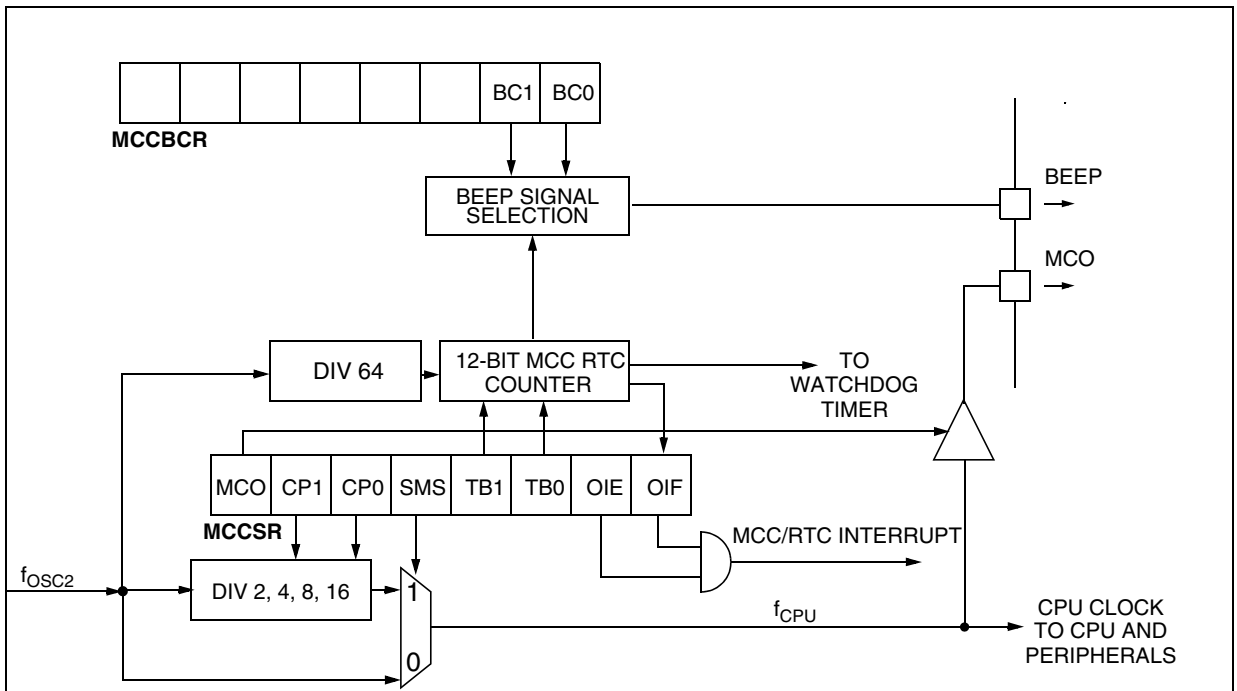 BC1 BC0
MCCBCR
BEEP SIGNAL
SELECTION
BEEP
MCO
DIV 64
12-BIT MCC RTC
COUNTER
TO
WATCHDOG
TIMER
MCO CP1 CP0 SMS TB1 TB0 OIE OIF
MCCSR
MCC/RTC INTERRUPT
fOSC2
DIV 2, 4, 8, 16
1
0
fCPU
CPU CLOCK
TO CPU AND
PERIPHERALS